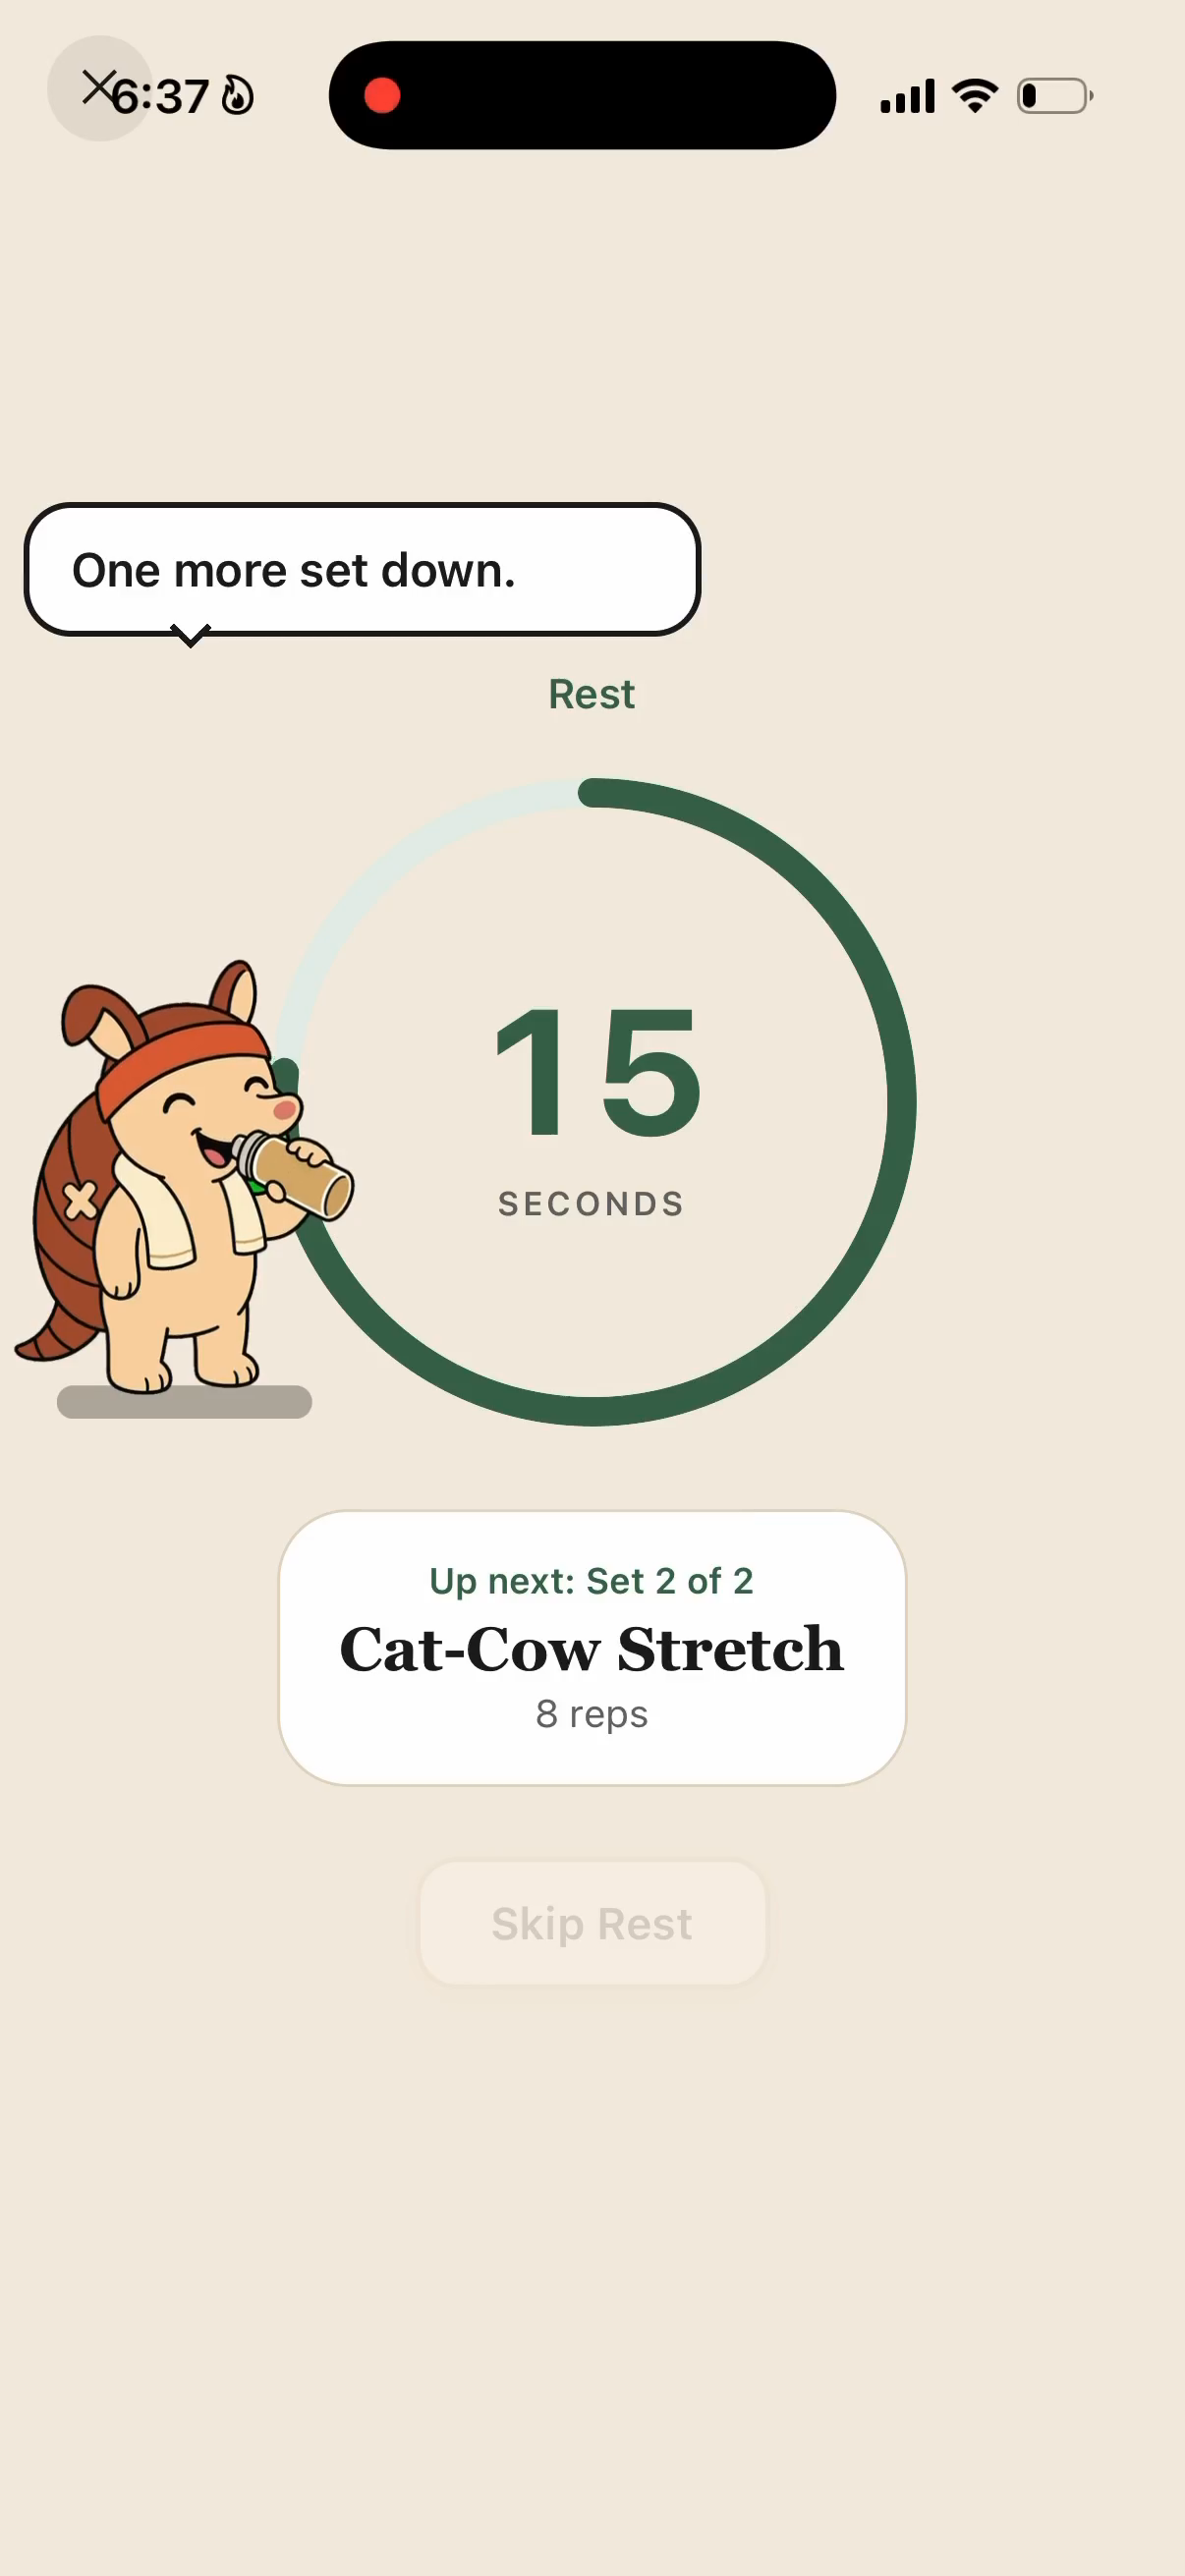 6:37
One more set down.
Rest
15
SECONDS
Up next: Set 2 of 2
Cat-Cow Stretch
8 reps
Skip Rest